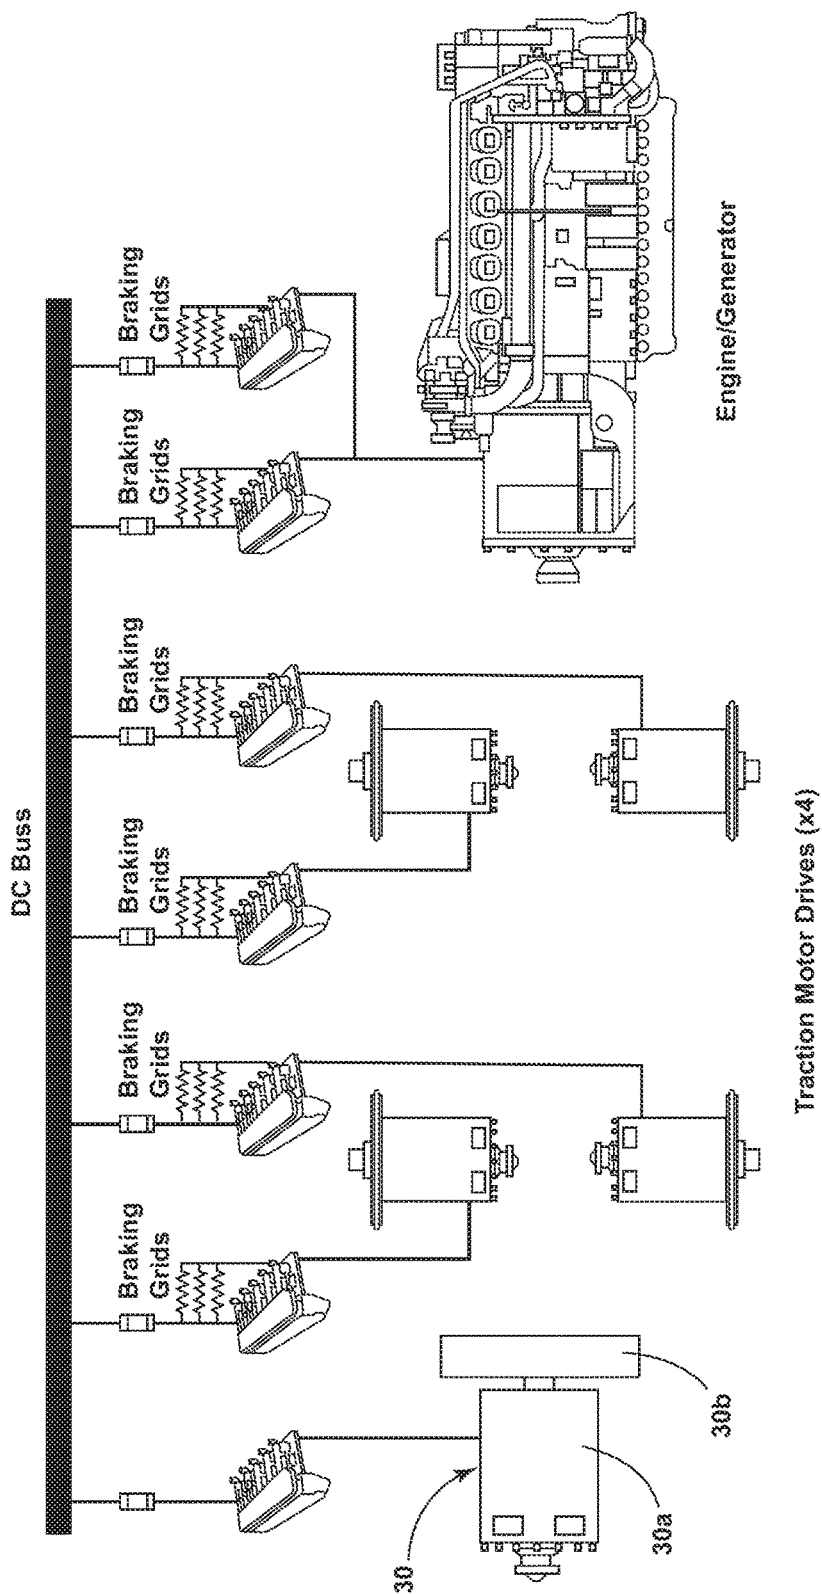 DC Buss
Braking
Grids
Braking
Grids
Braking
Grids
Braking
Grids
Braking
Grids
Braking
Grids
30
30a
30b
Traction Motor Drives (x4)
Engine/Generator